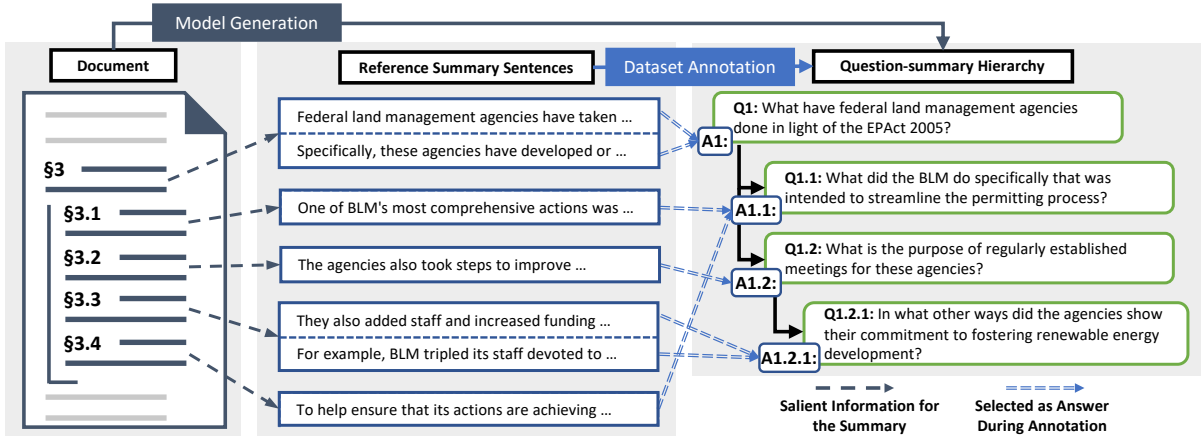 Model Generation
Document
Reference Summary Sentences
Dataset Annotation
Question-summary Hierarchy
§3
§3.1
§3.2
§3.3
§3.4
Federal land management agencies have taken …
Specifically, these agencies have developed or …
One of BLM's most comprehensive actions was …
The agencies also took steps to improve …
They also added staff and increased funding …
For example, BLM tripled its staff devoted to …
To help ensure that its actions are achieving …
Q1: What have federal land management agencies
done in light of the EPAct 2005?
A1:
Q1.1: What did the BLM do specifically that was
intended to streamline the permitting process?
A1.1:
Q1.2: What is the purpose of regularly established
meetings for these agencies?
A1.2:
Q1.2.1: In what other ways did the agencies show
their commitment to fostering renewable energy
development?
A1.2.1:
Salient Information for
the Summary
Selected as Answer
During Annotation